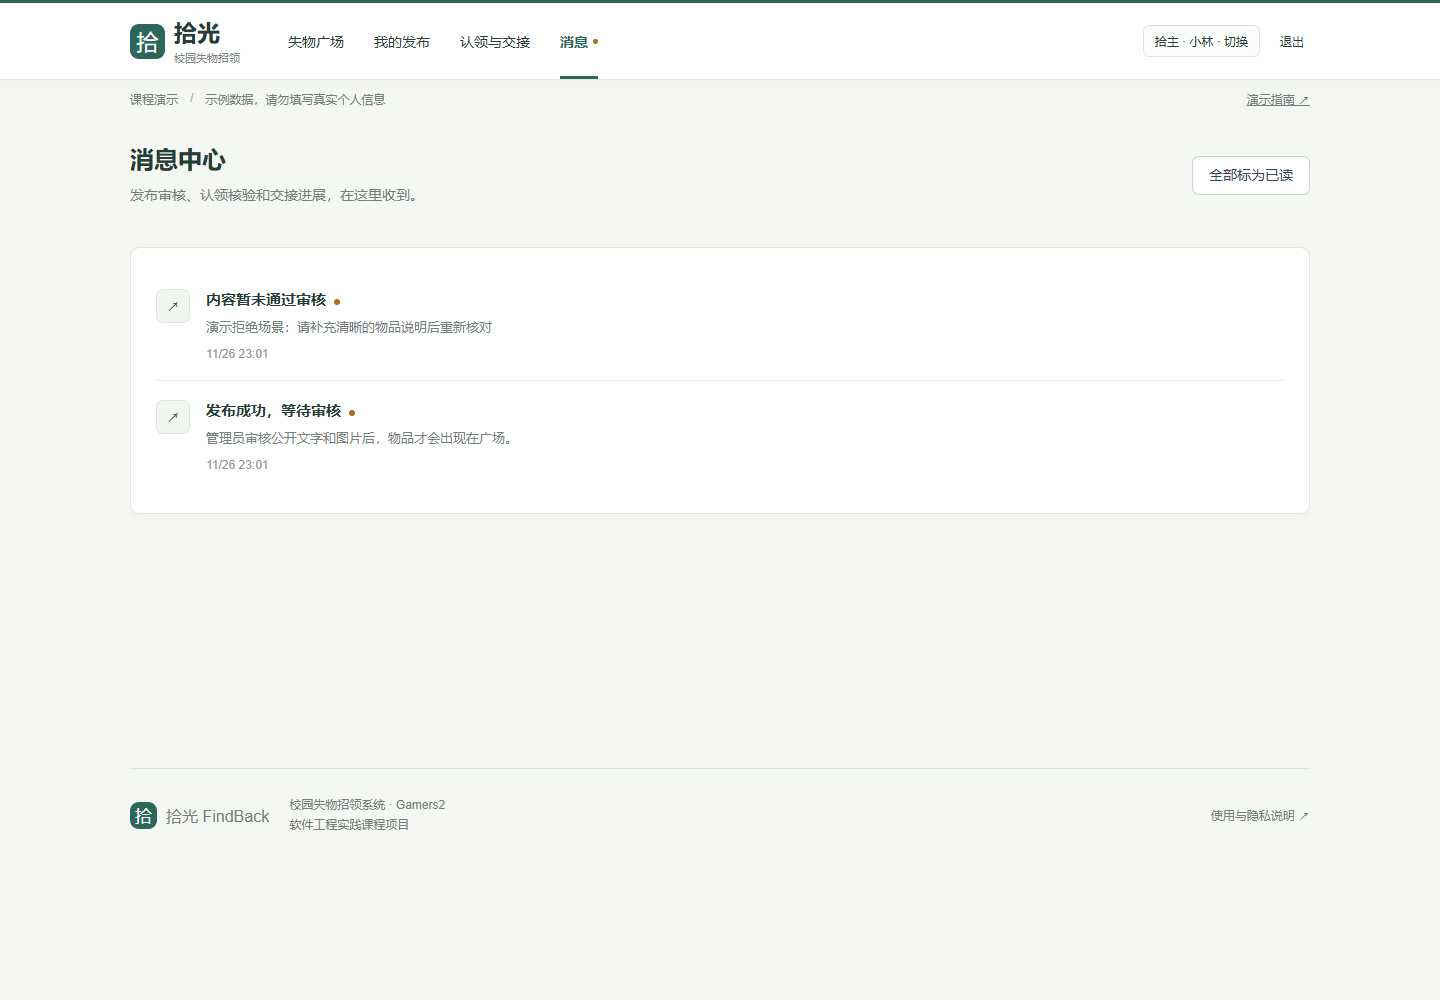 拾 拾光
校园失物招领
失物广场 我的发布 认领与交接 消息
拾主 · 小林 · 切换 退出
课程演示 / 示例数据，请勿填写真实个人信息
演示指南 ↗
消息中心
发布审核、认领核验和交接进展，在这里收到。
全部标为已读
↗ 内容暂未通过审核
演示拒绝场景：请补充清晰的物品说明后重新核对
11/26 23:01
↗ 发布成功，等待审核
管理员审核公开文字和图片后，物品才会出现在广场。
11/26 23:01
拾 拾光 FindBack
校园失物招领系统 · Gamers2
软件工程实践课程项目
使用与隐私说明 ↗